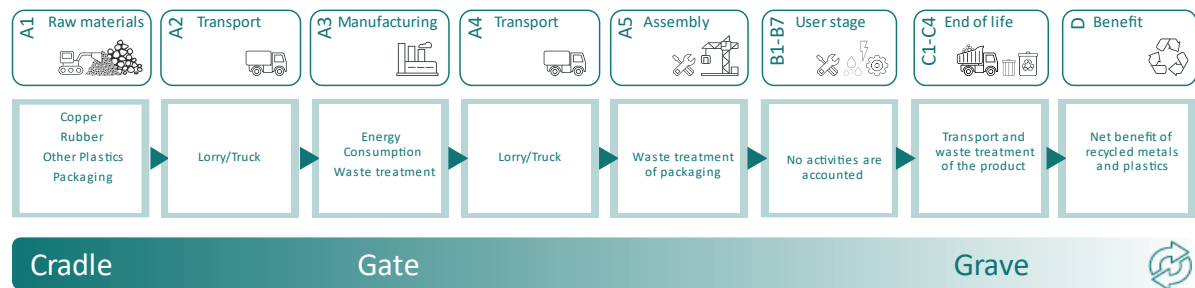 A1
Raw materials
A2
Transport
A3
Manufacturing
A4
Transport
A5
Assembly
B1-B7
User stage
C1-C4
End of life
D
Benefit
Copper
Rubber
Other Plastics
Packaging
Lorry/Truck
Energy
Consumption
Waste treatment
Lorry/Truck
Waste treatment
of packaging
No activities are
accounted
Transport and
waste treatment
of the product
Net benefit of
recycled metals
and plastics
Cradle
Gate
Grave